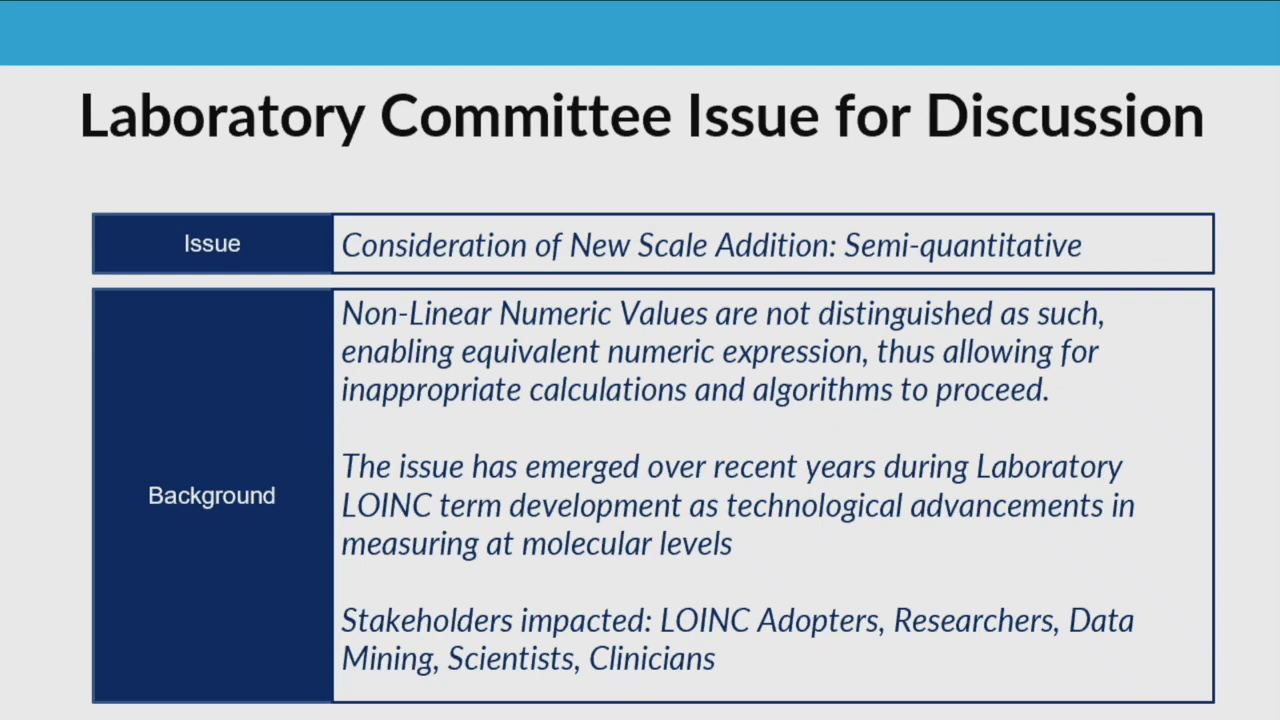 Laboratory Committee Issue for Discussion
Issue
Consideration of New Scale Addition: Semi-quantitative
Background
Non-Linear Numeric Values are not distinguished as such,
enabling equivalent numeric expression, thus allowing for
inappropriate calculations and algorithms to proceed.
The issue has emerged over recent years during Laboratory
LOINC term development as technological advancements in
measuring at molecular levels
Stakeholders impacted: LOINC Adopters, Researchers, Data
Mining, Scientists, Clinicians